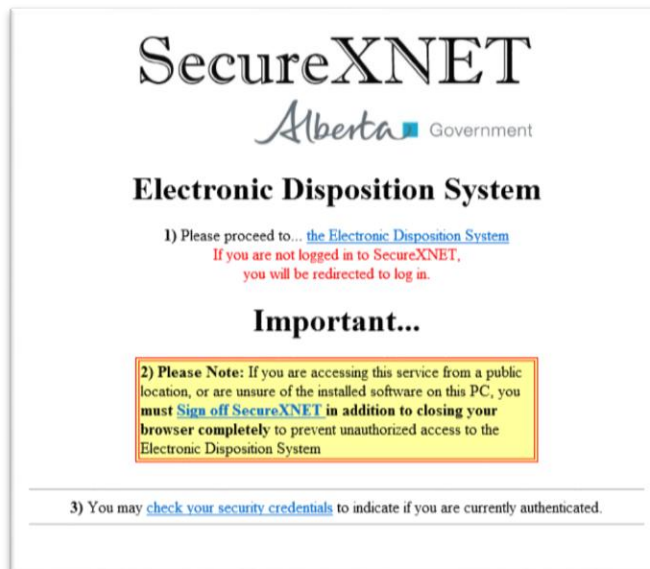 SecureXNET
Alberta Government
Electronic Disposition System
1) Please proceed to... the Electronic Disposition System
If you are not logged in to SecureXNET,
you will be redirected to log in.
Important...
2) Please Note: If you are accessing this service from a public
location, or are unsure of the installed software on this PC, you
must Sign off SecureXNET in addition to closing your
browser completely to prevent unauthorized access to the
Electronic Disposition System
3) You may check your security credentials to indicate if you are currently authenticated.